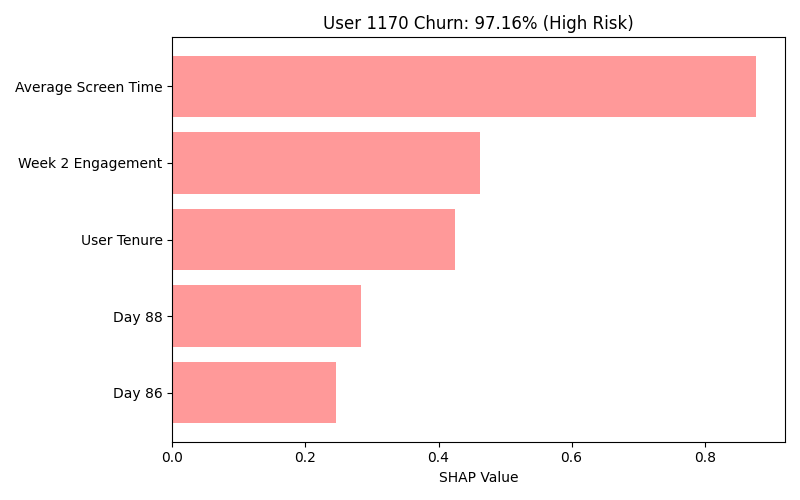 User 1170 Churn: 97.16% (High Risk)
Average Screen Time
Week 2 Engagement
User Tenure
Day 88
Day 86
0.0 0.2 0.4 0.6 0.8
SHAP Value